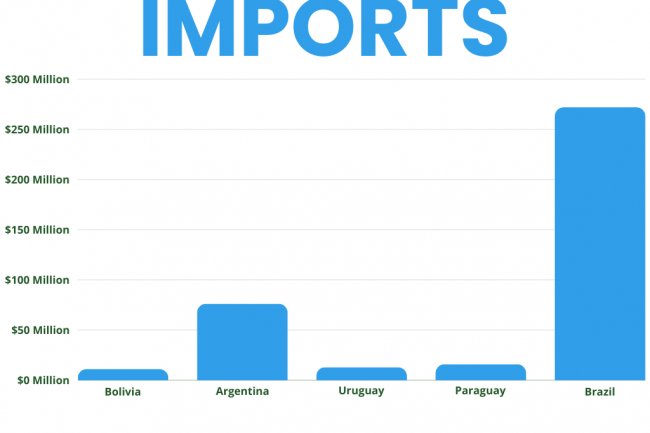 IMPORTS
$300 Million
$250 Million
$200 Million
$150 Million
$100 Million
$50 Million
$0 Million
Bolivia
Argentina
Uruguay
Paraguay
Brazil